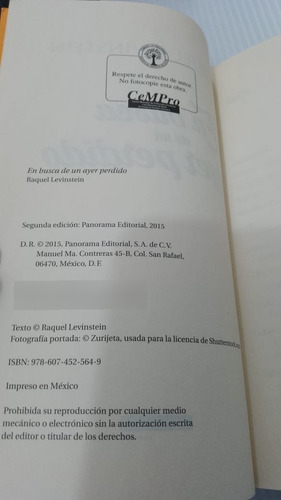 Respete el derecho de autor
No fotocopie esta obra.
CeMPro
En busca de un ayer perdido
Raquel Levinstein
Segunda edición: Panorama Editorial, 2015
D. R. © 2015, Panorama Editorial, S.A. de C.V.
Manuel Ma. Contreras 45-B, Col. San Rafael,
06470, México, D.F.
Texto © Raquel Levinstein
Fotografía portada: © Zurijeta, usada para la licencia de
ISBN: 978-607-452-564-9
Impreso en México
Prohibida su reproducción por cualquier medio
mecánico o electrónico sin la autorización escrita
del editor o titular de los derechos.